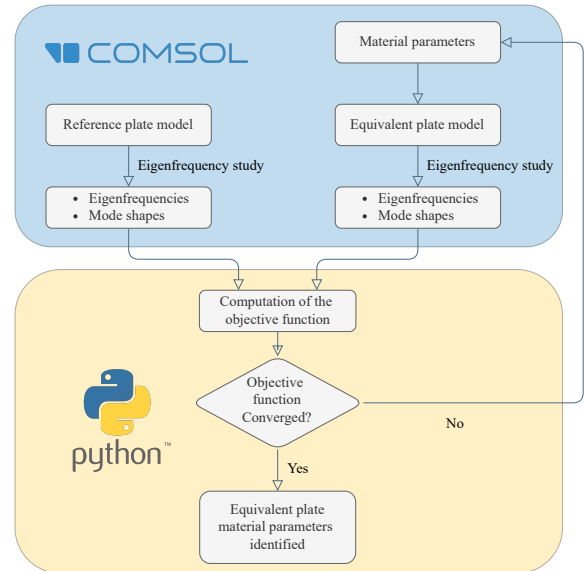 COMSOL
Material parameters
Reference plate model
Equivalent plate model
Eigenfrequency study
Eigenfrequency study
• Eigenfrequencies
• Mode shapes
• Eigenfrequencies
• Mode shapes
Computation of the
objective function
Objective
function
Converged?
No
python™
Yes
Equivalent plate
material parameters
identified